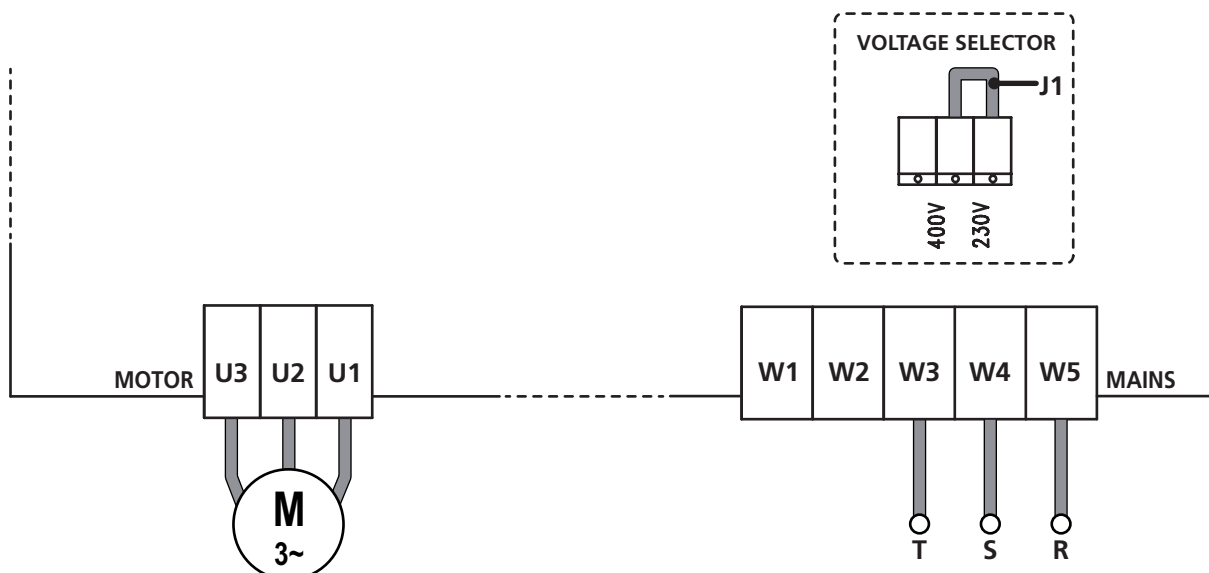 VOLTAGE SELECTOR
J1
400V
230V
MOTOR U3 U2 U1
W1 W2 W3 W4 W5 MAINS
M
3~
T S R